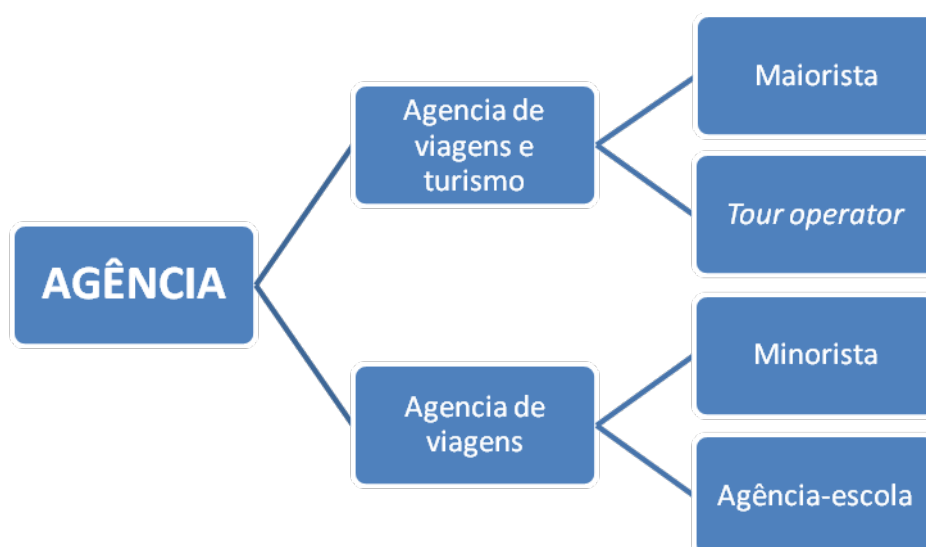 AGÊNCIA
Agencia de
viagens e
turismo
Maiorista
Tour operator
Agencia de
viagens
Minorista
Agência-escola